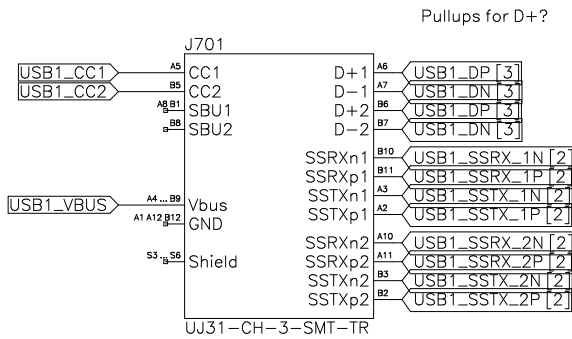 Pullups for D+?
J701
USB1_CC1 A5 CC1
USB1_CC2 B5 CC2
A8 B1 SBU1
B8 SBU2
USB1_VBUS A4 ... B9 Vbus
A1 A12 B12 GND
S3 ... S6 Shield
D+1 A6 USB1_DP [3]
D-1 A7 USB1_DN [3]
D+2 B6 USB1_DP [3]
D-2 B7 USB1_DN [3]
SSRXn1 B10 USB1_SSRX_1N [2]
SSRXp1 B11 USB1_SSRX_1P [2]
SSTXn1 A3 USB1_SSTX_1N [2]
SSTXp1 A2 USB1_SSTX_1P [2]
SSRXn2 A10 USB1_SSRX_2N [2]
SSRXp2 A11 USB1_SSRX_2P [2]
SSTXn2 B3 USB1_SSTX_2N [2]
SSTXp2 B2 USB1_SSTX_2P [2]
UJ31-CH-3-SMT-TR